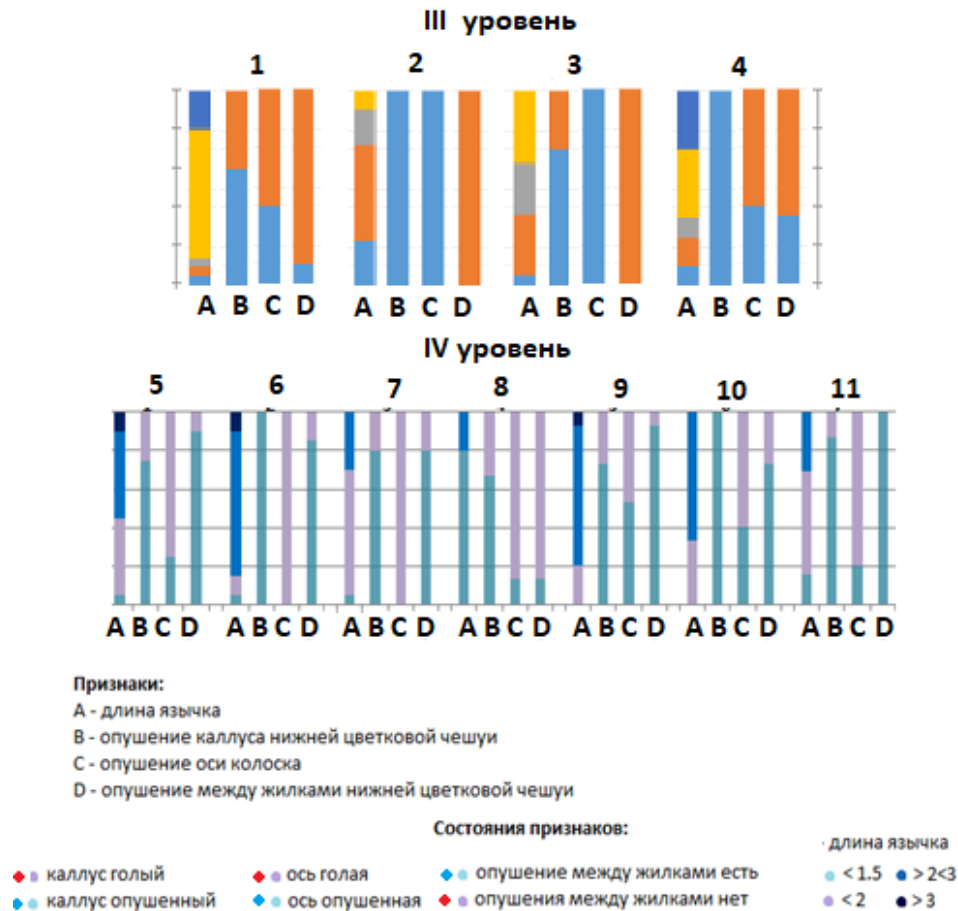 III уровень
1 2 3 4
A B C D A B C D A B C D A B C D
IV уровень
5 6 7 8 9 10 11
A B C D A B C D A B C D A B C D A B C D A B C D A B C D
Признаки:
А - длина язычка
В - опушение каллуса нижней цветковой чешуи
С - опушение оси колоска
D - опушение между жилками нижней цветковой чешуи
Состояния признаков:
длина язычка
каллус голый ось голая опушение между жилками есть < 1.5 > 2<3
каллус опушенный ось опушенная опушения между жилками нет < 2 > 3